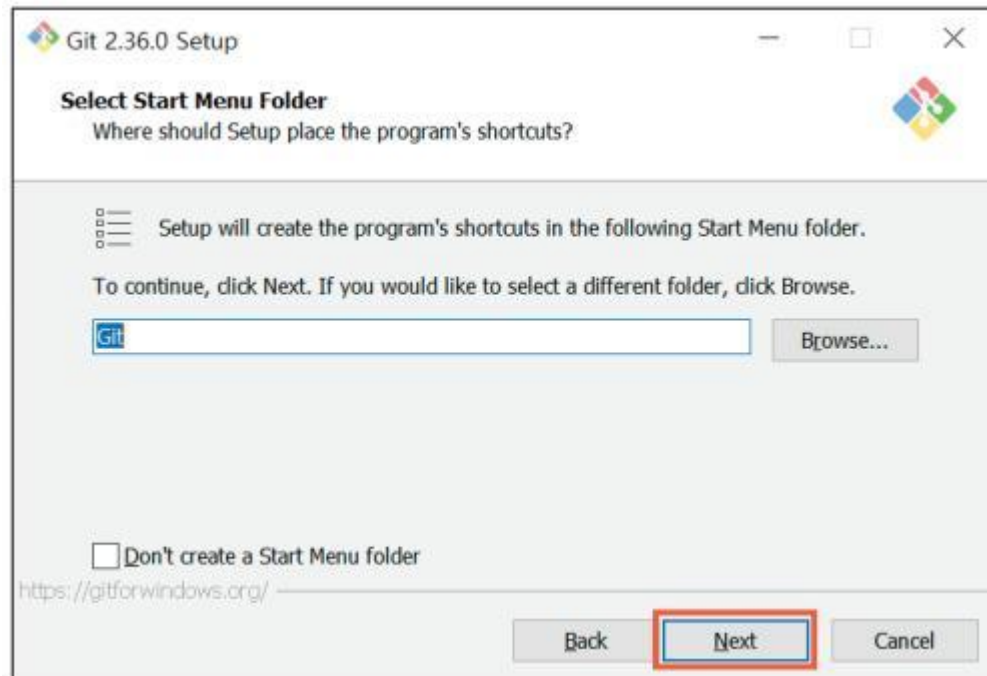 Git 2.36.0 Setup
Select Start Menu Folder
Where should Setup place the program's shortcuts?
Setup will create the program's shortcuts in the following Start Menu folder.
To continue, click Next. If you would like to select a different folder, click Browse.
Git
Browse...
Don't create a Start Menu folder
https://gitforwindows.org/
Back
Next
Cancel